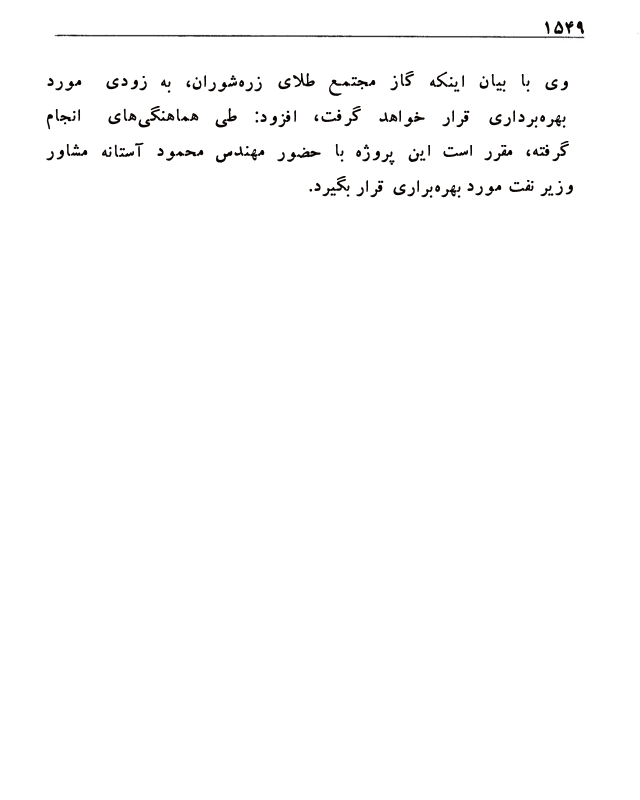 ۱۵۴۹
وی با بیان اینکه گاز مجتمع طلای زره‌شوران، به زودی مورد
بهره‌برداری قرار خواهد گرفت، افزود: طی هماهنگی‌های انجام
گرفته، مقرر است این پروژه با حضور مهندس محمود آستانه مشاور
وزیر نفت مورد بهره‌براری قرار بگیرد.